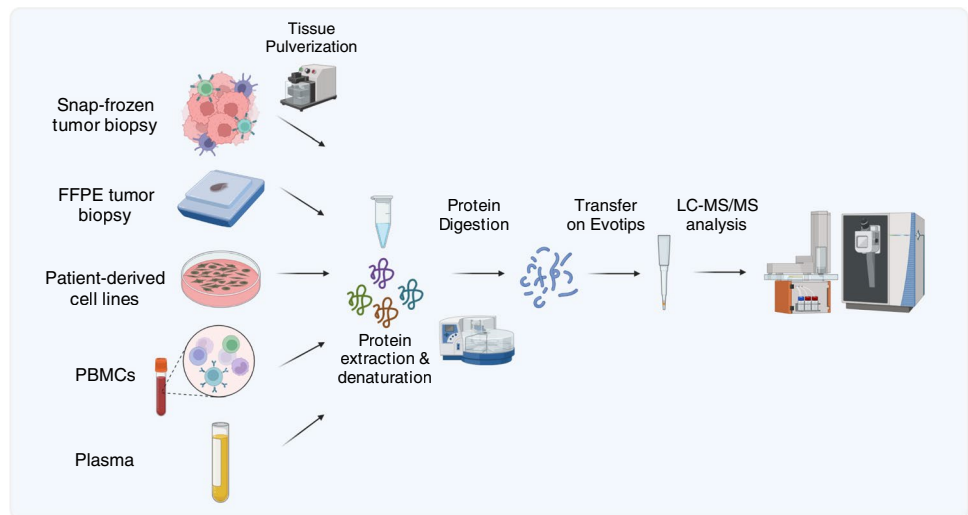 Tissue
Pulverization
Snap-frozen
tumor biopsy
FFPE tumor
biopsy
Patient-derived
cell lines
PBMCs
Plasma
Protein
extraction &
denaturation
Protein
Digestion
Transfer
on Evotips
LC-MS/MS
analysis